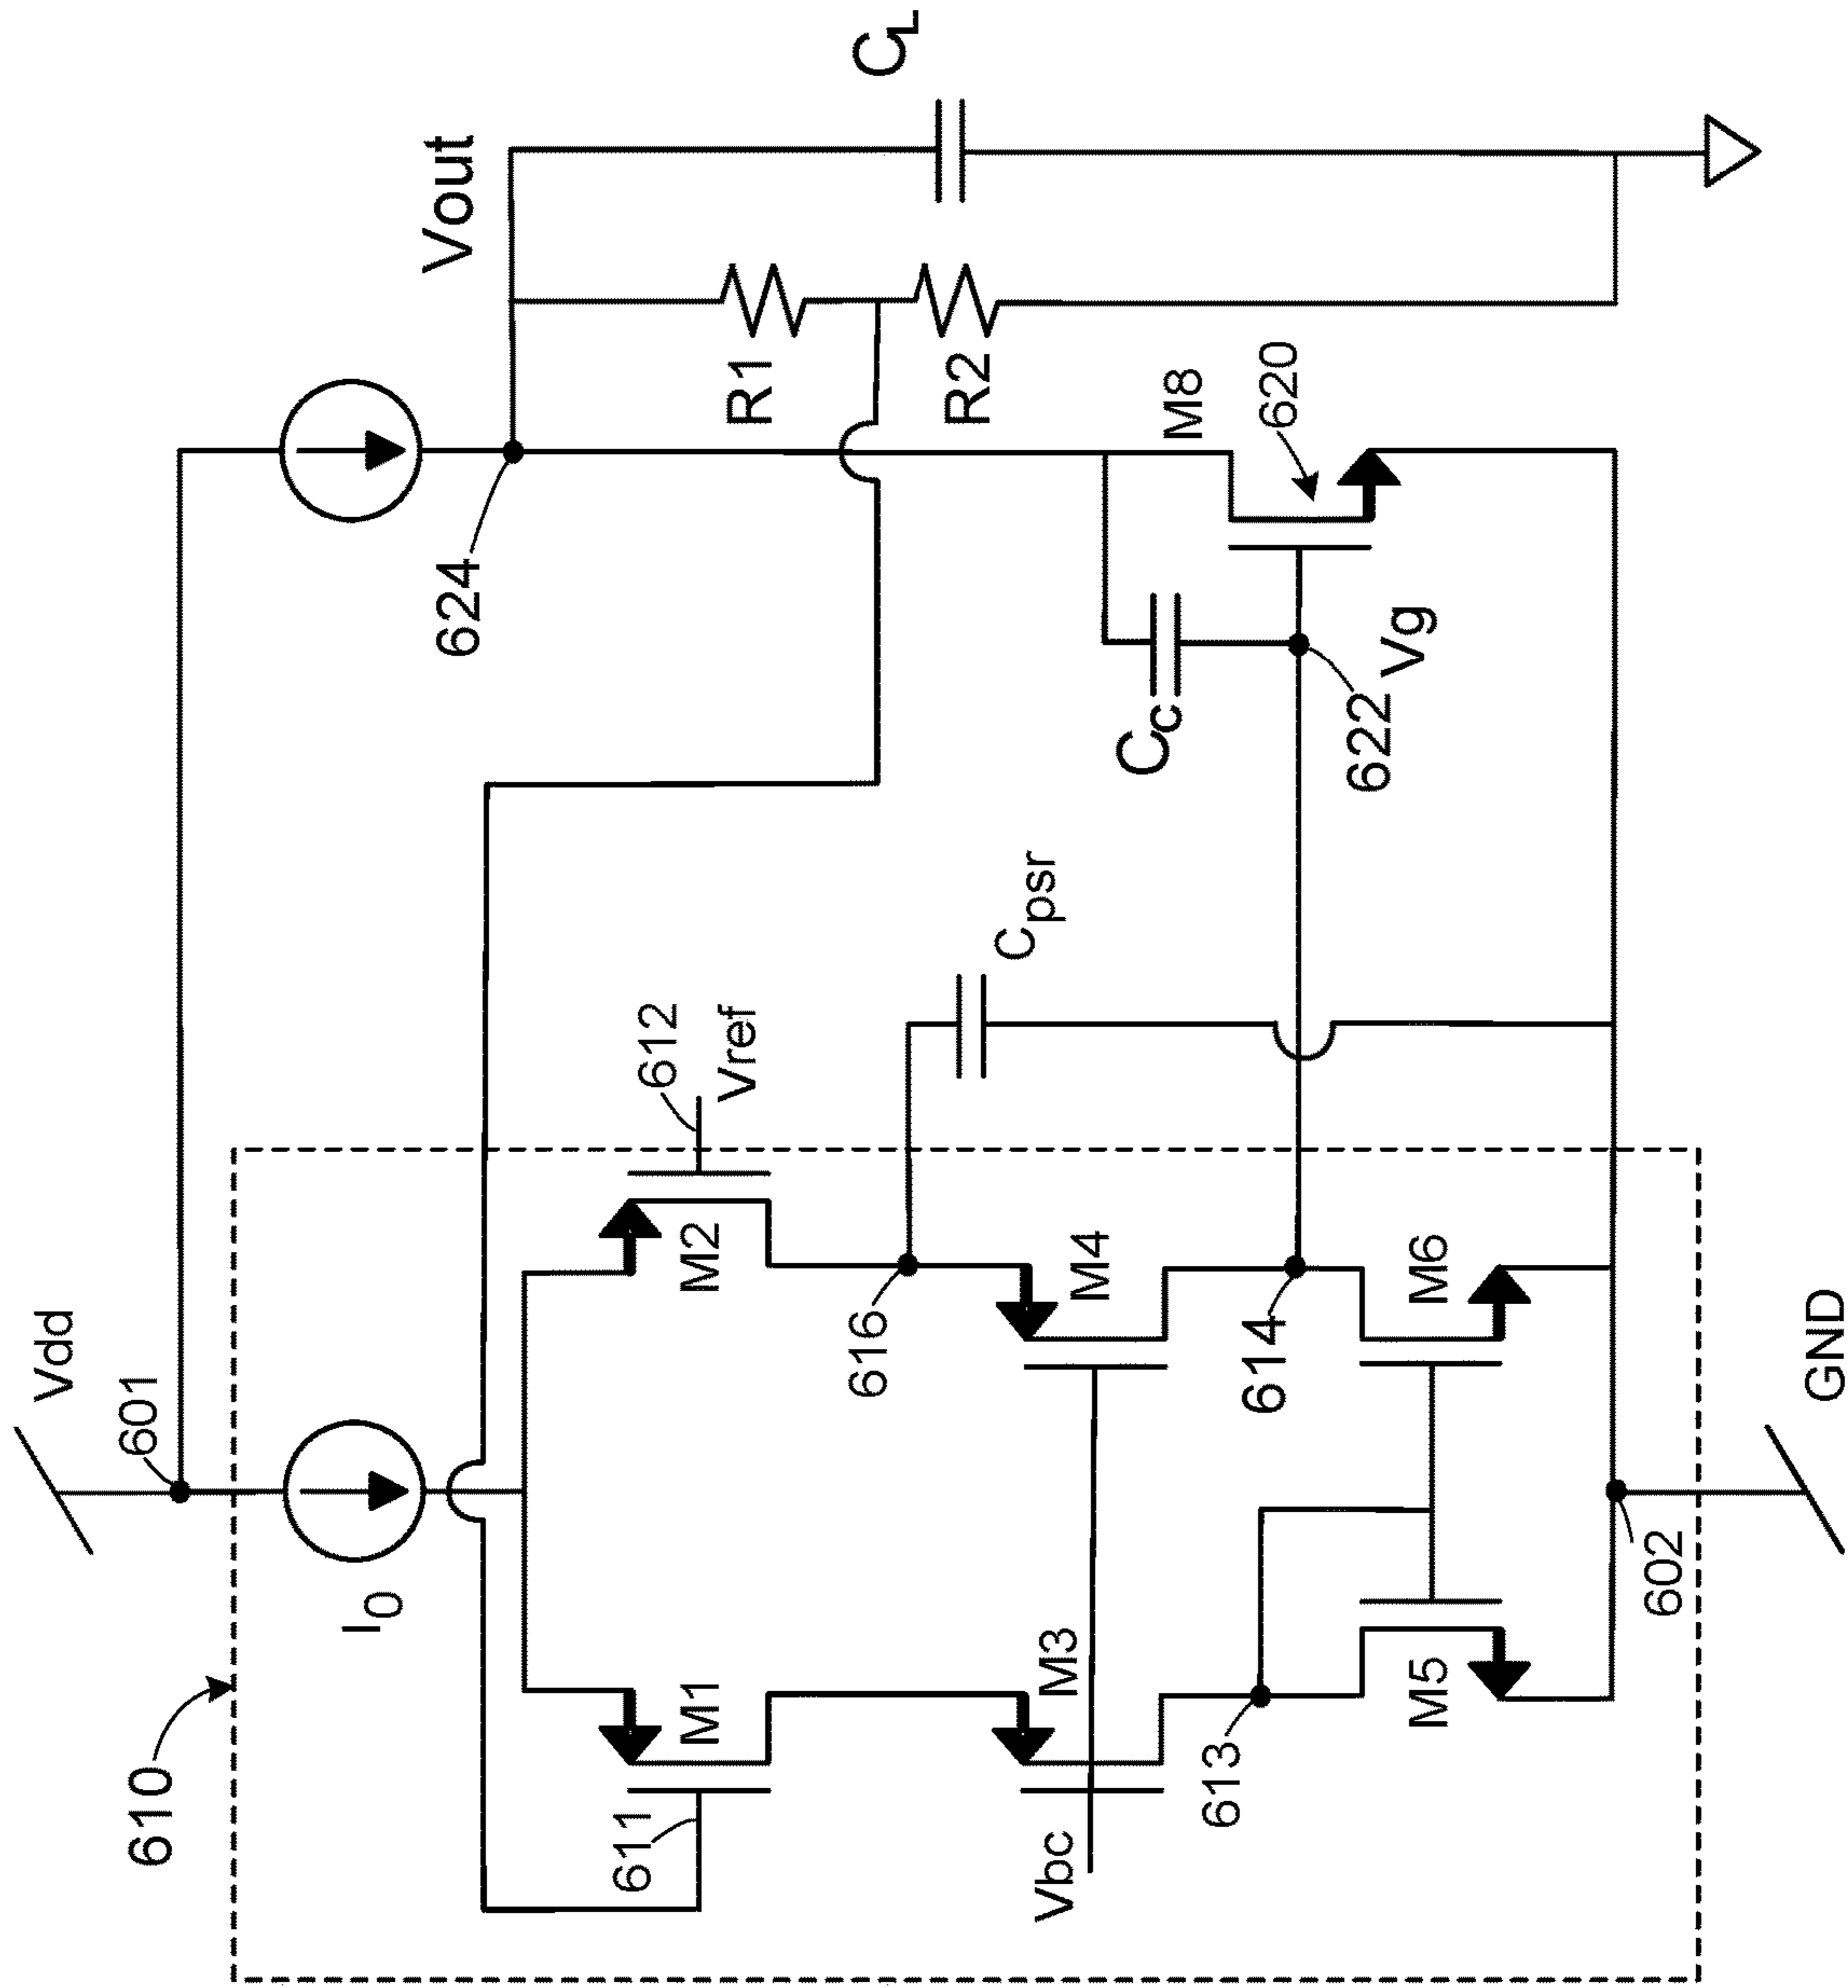 Vdd
601
610
I0
Vout
CL
624
R1
R2
M1
611
M2
612
Vref
616
Cpsr
M3
M4
Vbc
613
614
M5
M6
Cc
622
Vg
M8
620
602
GND